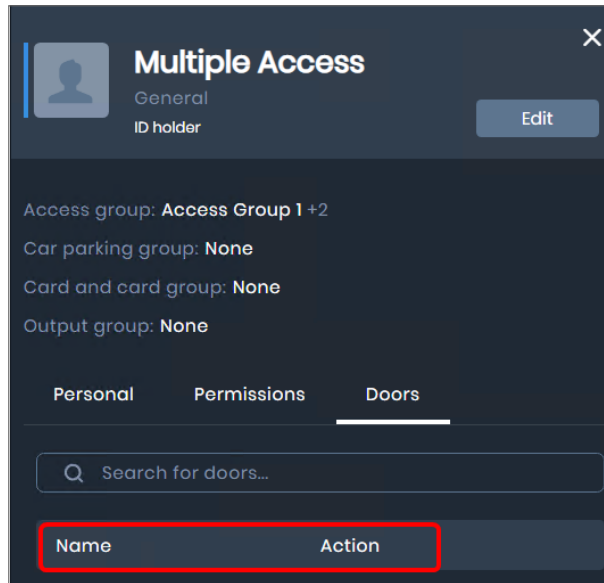 Multiple Access
General
ID holder
Edit
Access group: Access Group 1 +2
Car parking group: None
Card and card group: None
Output group: None
Personal Permissions Doors
Search for doors...
Name Action